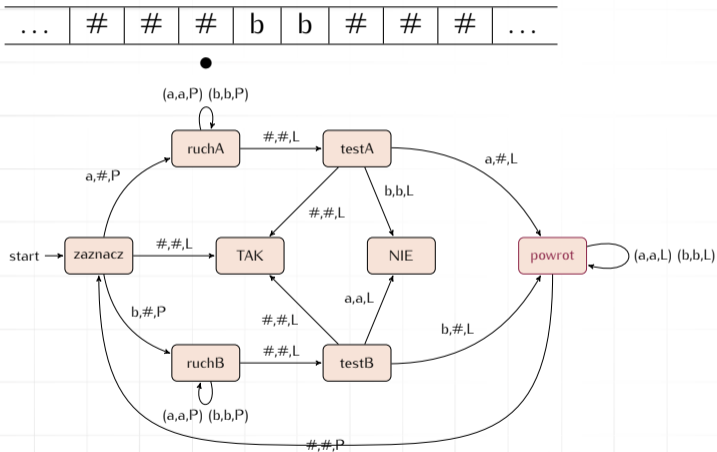 ... # # # b b # # # ...
(a,a,P) (b,b,P)
ruchA
#,#,L
testA
a,#,L
a,#,P
b,b,L
#,#,L
start
zaznacz
#,#,L
TAK
NIE
powrot
(a,a,L) (b,b,L)
b,#,P
a,a,L
#,#,L
b,#,L
ruchB
#,#,L
testB
(a,a,P) (b,b,P)
#,#,P